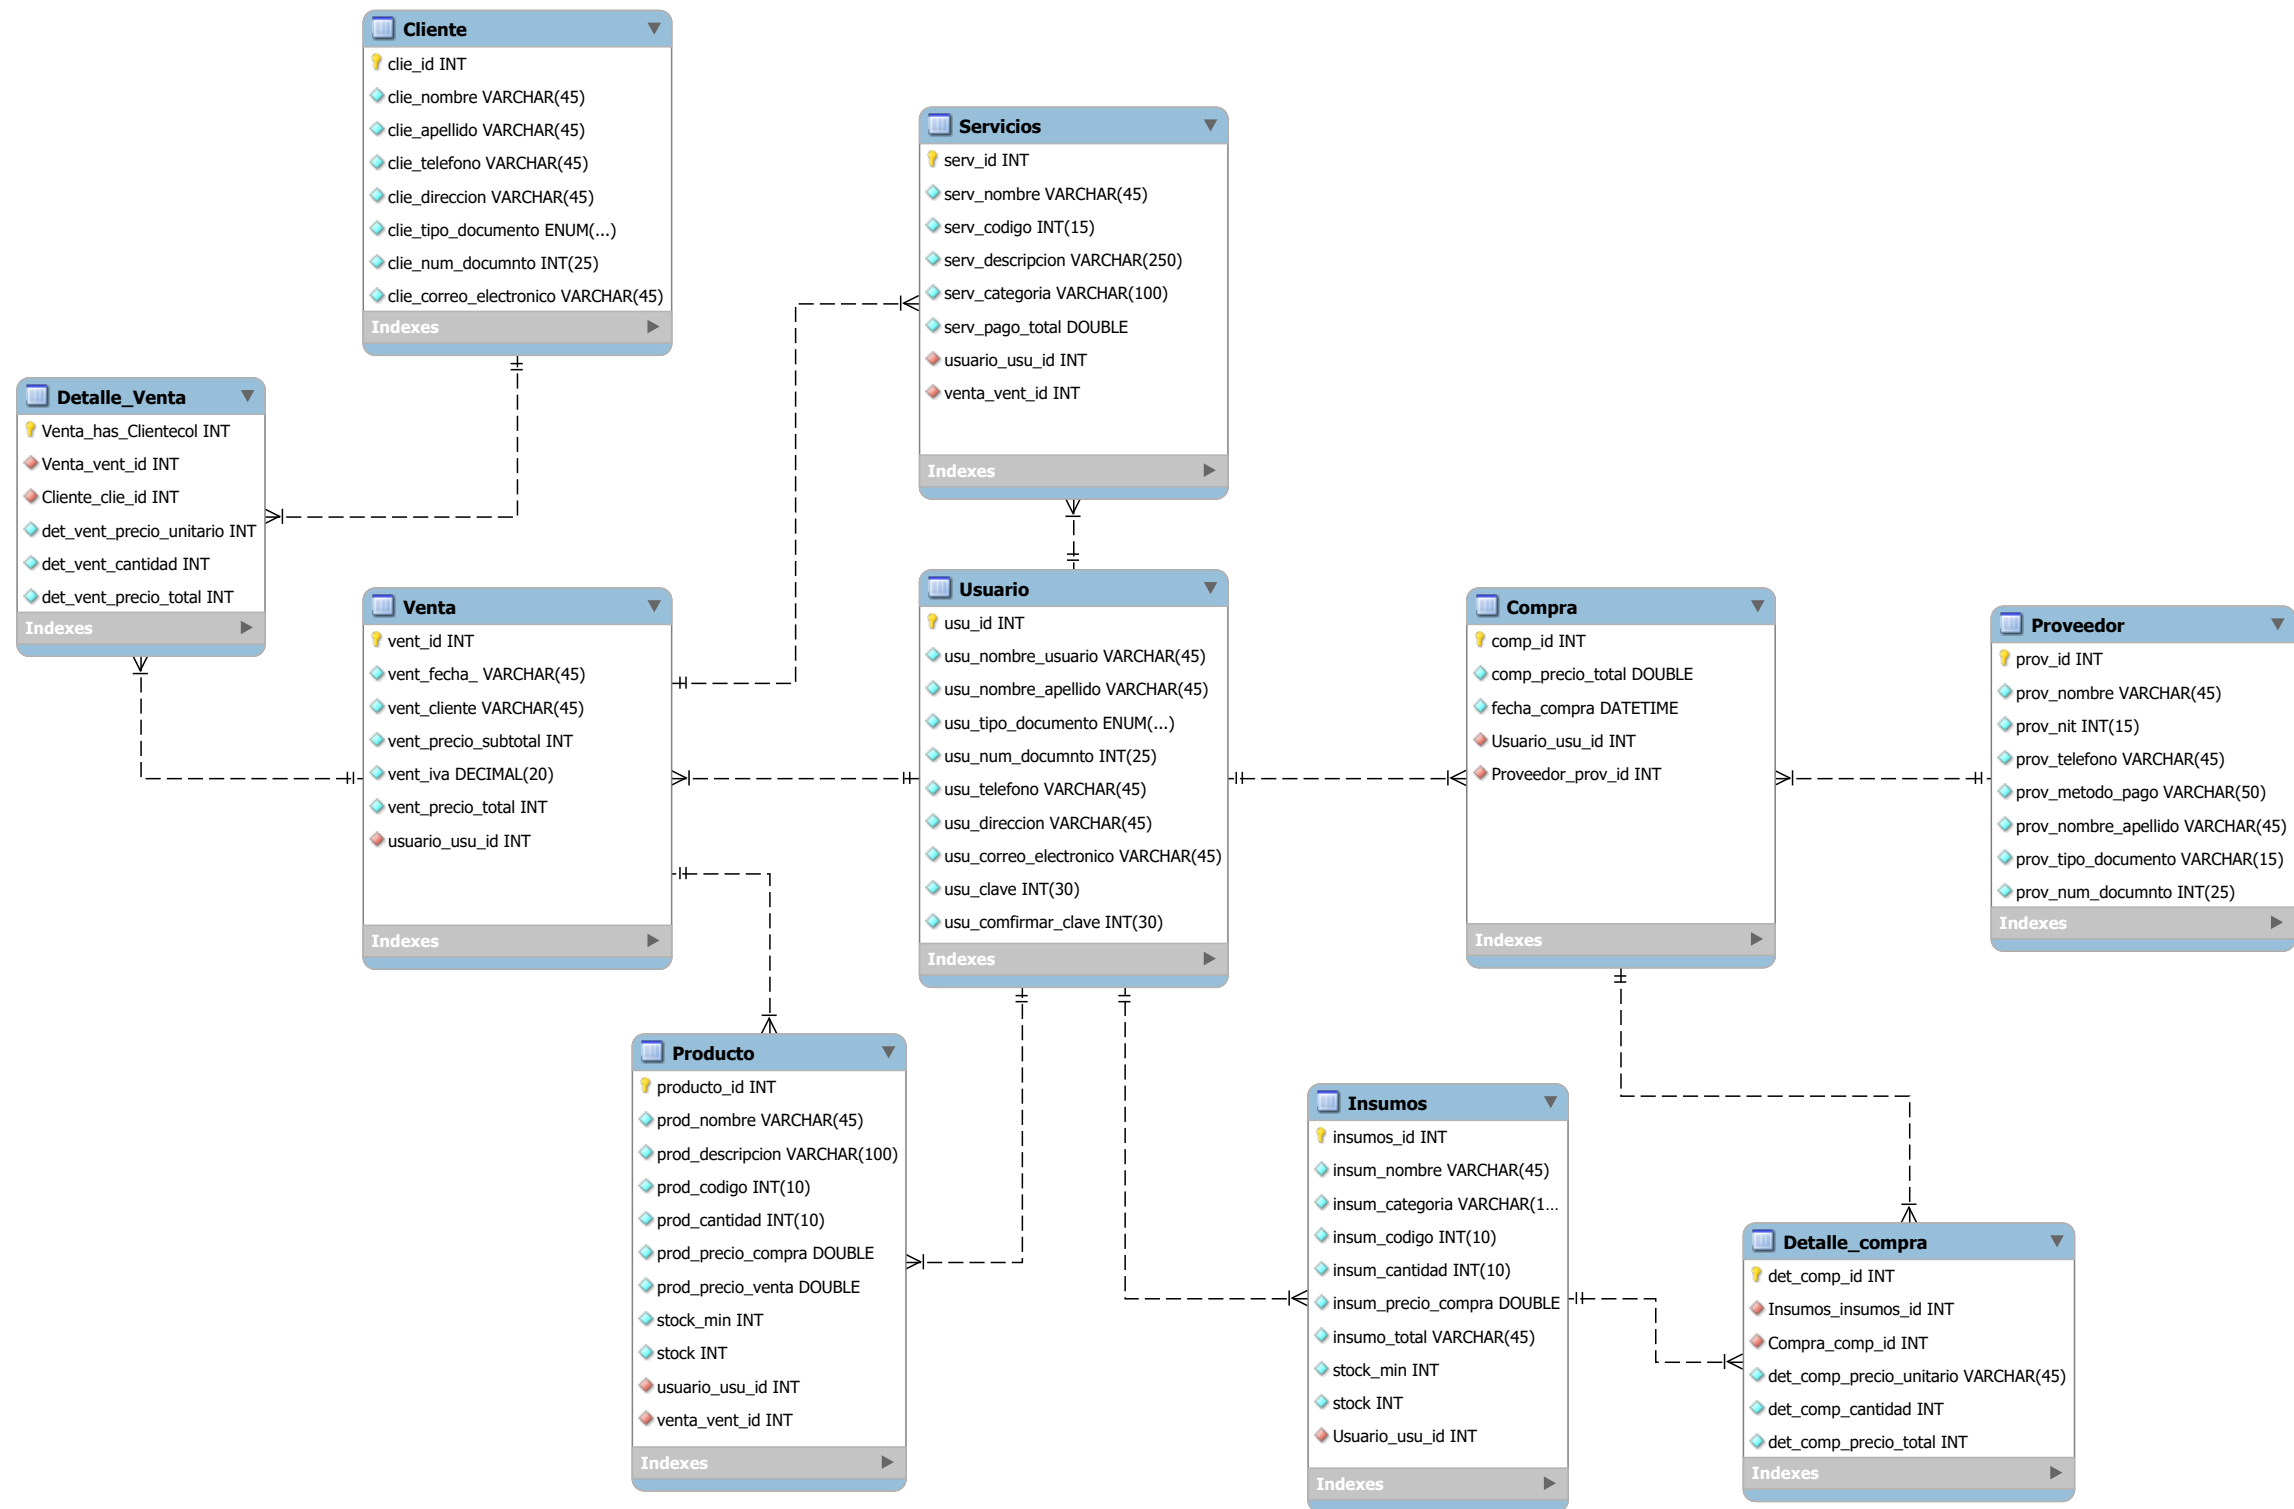 Cliente
clie_id INT
clie_nombre VARCHAR(45)
clie_apellido VARCHAR(45)
clie_telefono VARCHAR(45)
clie_direccion VARCHAR(45)
clie_tipo_documento ENUM(...)
clie_num_documnto INT(25)
clie_correo_electronico VARCHAR(45)
Indexes
Servicios
serv_id INT
serv_nombre VARCHAR(45)
serv_codigo INT(15)
serv_descripcion VARCHAR(250)
serv_categoria VARCHAR(100)
serv_pago_total DOUBLE
usuario_usu_id INT
venta_vent_id INT
Indexes
Detalle_Venta
Venta_has_Clientecol INT
Venta_vent_id INT
Cliente_clie_id INT
det_vent_precio_unitario INT
det_vent_cantidad INT
det_vent_precio_total INT
Indexes
Venta
vent_id INT
vent_fecha_ VARCHAR(45)
vent_cliente VARCHAR(45)
vent_precio_subtotal INT
vent_iva DECIMAL(20)
vent_precio_total INT
usuario_usu_id INT
Indexes
Usuario
usu_id INT
usu_nombre_usuario VARCHAR(45)
usu_nombre_apellido VARCHAR(45)
usu_tipo_documento ENUM(...)
usu_num_documnto INT(25)
usu_telefono VARCHAR(45)
usu_direccion VARCHAR(45)
usu_correo_electronico VARCHAR(45)
usu_clave INT(30)
usu_comfirmar_clave INT(30)
Indexes
Compra
comp_id INT
comp_precio_total DOUBLE
fecha_compra DATETIME
Usuario_usu_id INT
Proveedor_prov_id INT
Indexes
Proveedor
prov_id INT
prov_nombre VARCHAR(45)
prov_nit INT(15)
prov_telefono VARCHAR(45)
prov_metodo_pago VARCHAR(50)
prov_nombre_apellido VARCHAR(45)
prov_tipo_documento VARCHAR(15)
prov_num_documnto INT(25)
Indexes
Producto
producto_id INT
prod_nombre VARCHAR(45)
prod_descripcion VARCHAR(100)
prod_codigo INT(10)
prod_cantidad INT(10)
prod_precio_compra DOUBLE
prod_precio_venta DOUBLE
stock_min INT
stock INT
usuario_usu_id INT
venta_vent_id INT
Indexes
Insumos
insumos_id INT
insum_nombre VARCHAR(45)
insum_categoria VARCHAR(1...
insum_codigo INT(10)
insum_cantidad INT(10)
insum_precio_compra DOUBLE
insumo_total VARCHAR(45)
stock_min INT
stock INT
Usuario_usu_id INT
Indexes
Detalle_compra
det_comp_id INT
Insumos_insumos_id INT
Compra_comp_id INT
det_comp_precio_unitario VARCHAR(45)
det_comp_cantidad INT
det_comp_precio_total INT
Indexes